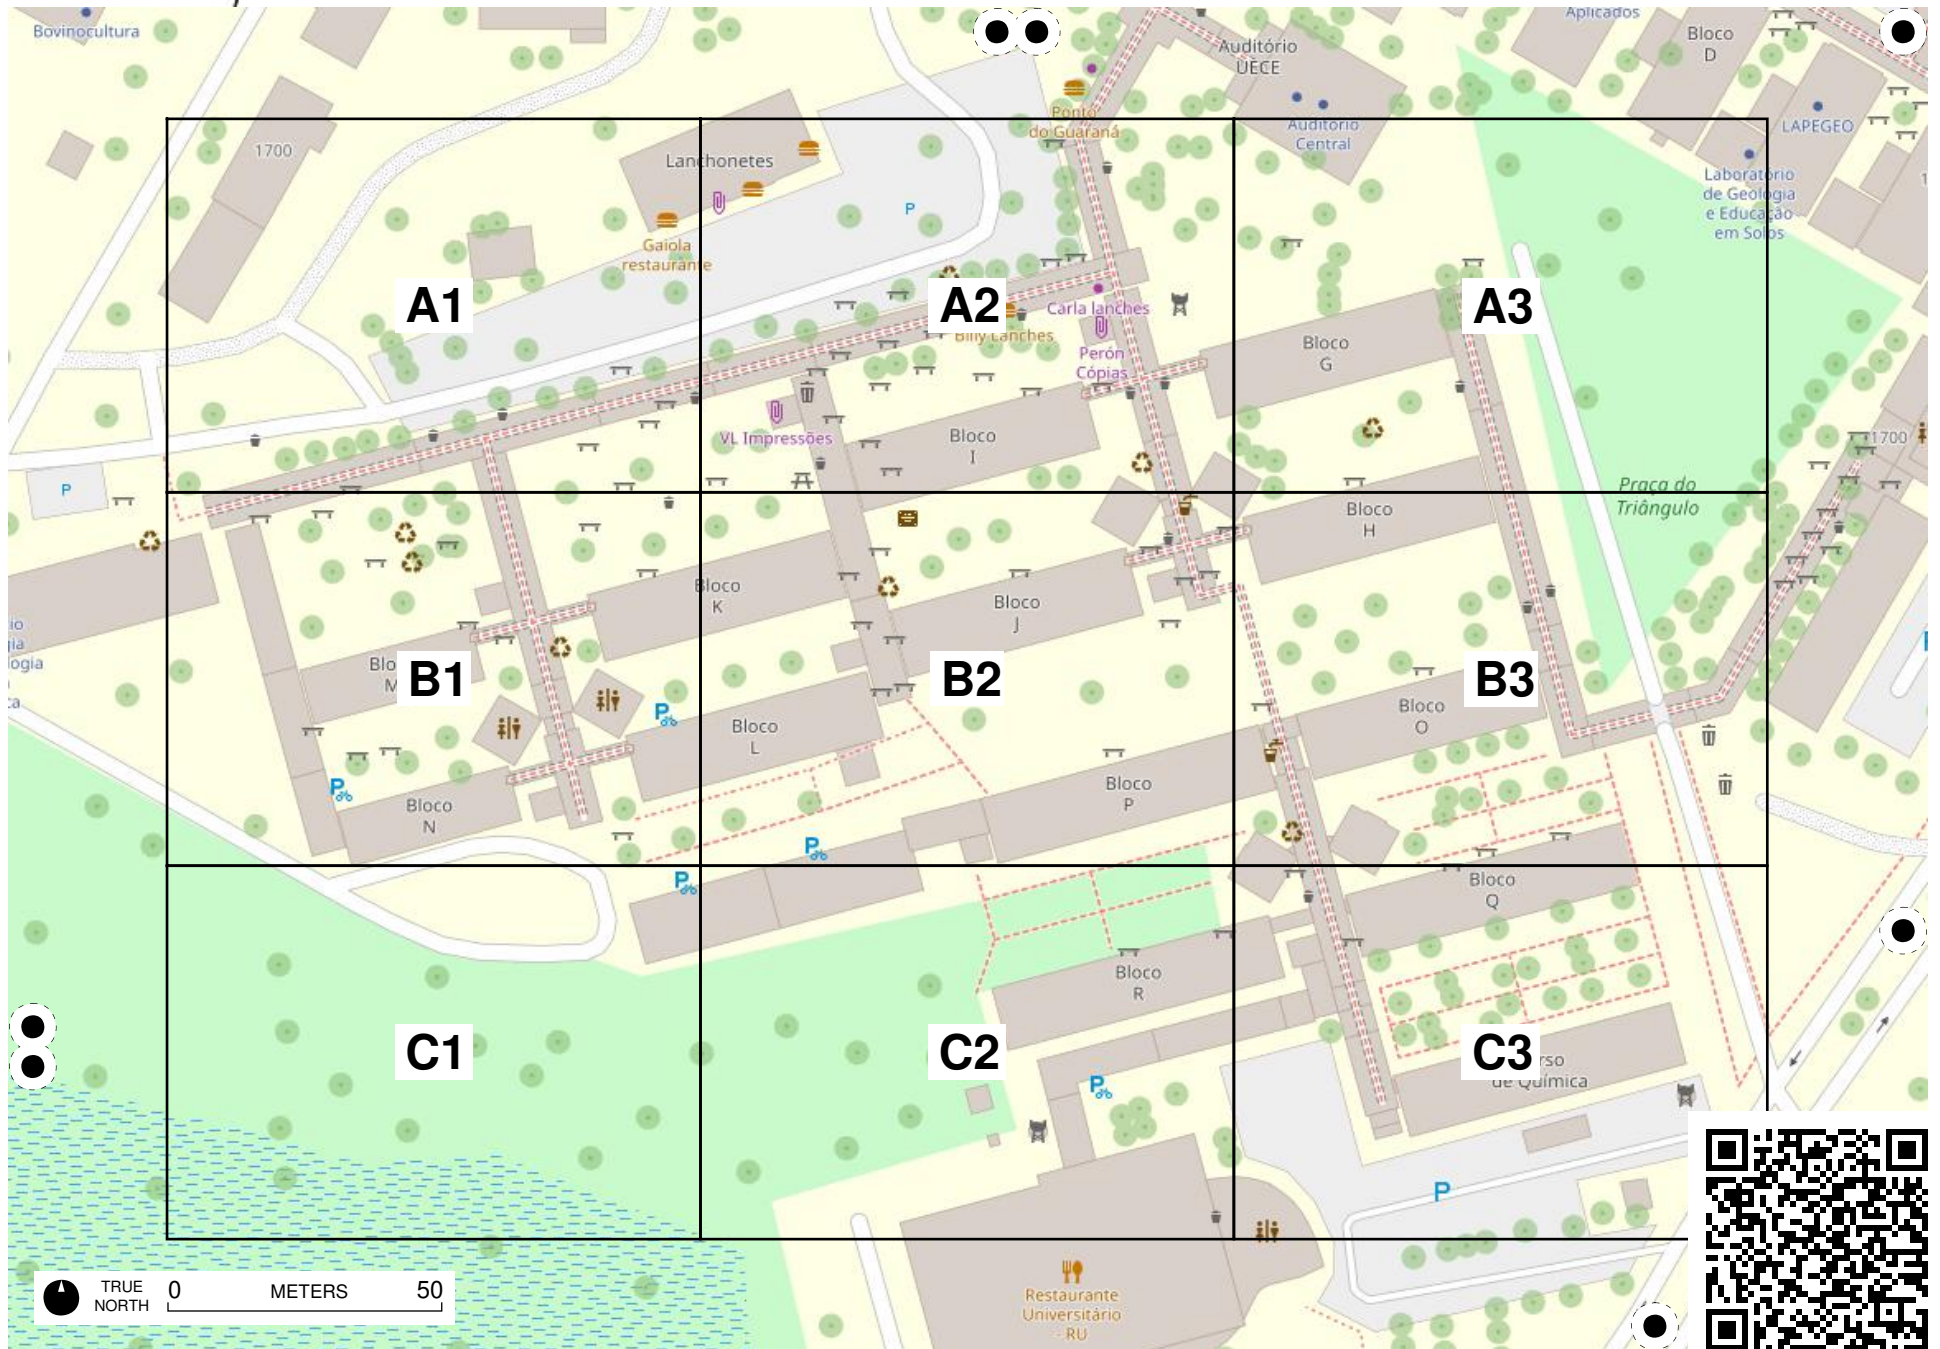 Bovinocultura
Aplicados
Auditório
UECE
Bloco
D
Ponto
do Guaraná
Auditório
Central
LAPEGEO
1700
Lanchonetes
Laboratório
de Geologia
e Educação
em Solos
P
Gaiola
restaurante
A1
A2
A3
Carla lanches
Billy Lanches
Perón
Cópias
Bloco
G
VL Impressões
Bloco
I
1700
P
Praça do
Triângulo
Bloco
H
Bloco
K
Bloco
J
ogia
B1
B2
B3
M
P
Bloco
L
Bloco
O
P
Bloco
N
Bloco
P
P
P
Bloco
Q
Bloco
R
C1
C2
C3
de Química
P
P
TRUE
NORTH
0
METERS
50
Restaurante
Universitário
- RU